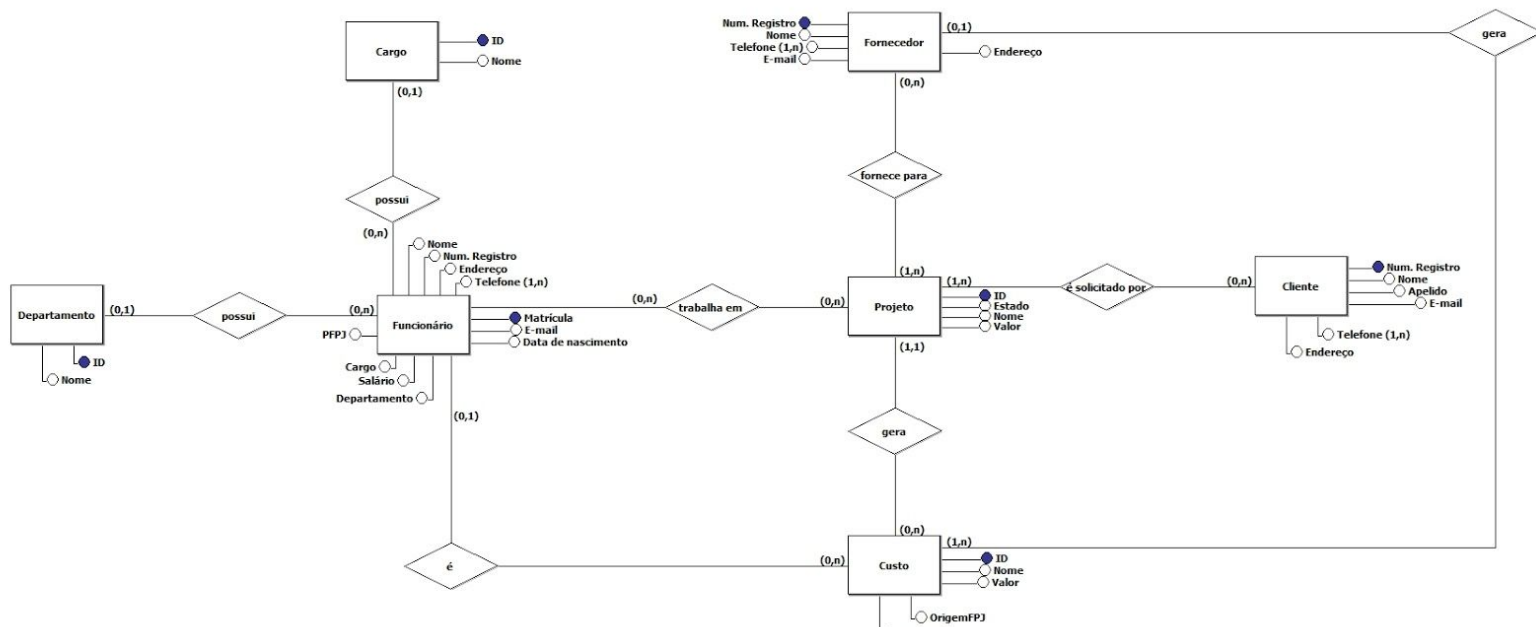 Cargo
ID
Nome
(0,1)
possui
(0,n)
Num. Registro
Nome
Telefone (1,n)
E-mail
Fornecedor
Endereço
(0,1)
(0,n)
gera
fornece para
(1,n)
Departamento
(0,1)
ID
Nome
possui
(0,n)
Nome
Num. Registro
Endereço
Telefone (1,n)
Funcionário
PFPJ
Matrícula
E-mail
Data de nascimento
Cargo
Salário
Departamento
(0,1)
(0,n)
trabalha em
(0,n)
Projeto
ID
Estado
Nome
Valor
(1,n)
(1,1)
é solicitado por
(0,n)
Cliente
Num. Registro
Nome
Apelido
E-mail
Telefone (1,n)
Endereço
gera
(0,n)
é
(0,n)
Custo
(1,n)
ID
Nome
Valor
OrigemFPJ